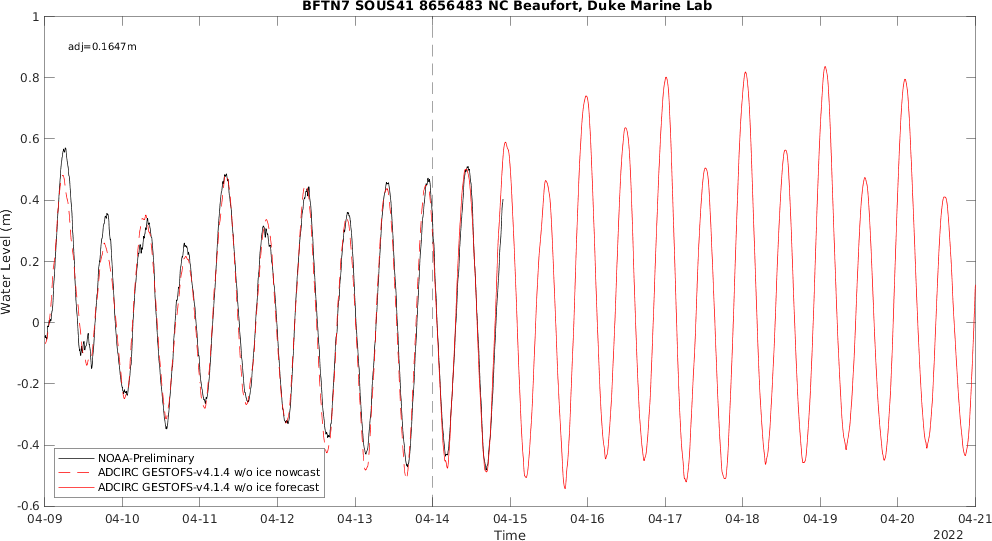 BFTN7 SOUS41 8656483 NC Beaufort, Duke Marine Lab
adj=0.1647m
Water Level (m)
1
0.8
0.6
0.4
0.2
0
-0.2
-0.4
-0.6
NOAA-Preliminary
ADCIRC GESTOFS-v4.1.4 w/o ice nowcast
ADCIRC GESTOFS-v4.1.4 w/o ice forecast
04-09 04-10 04-11 04-12 04-13 04-14 04-15 04-16 04-17 04-18 04-19 04-20 04-21
Time
2022